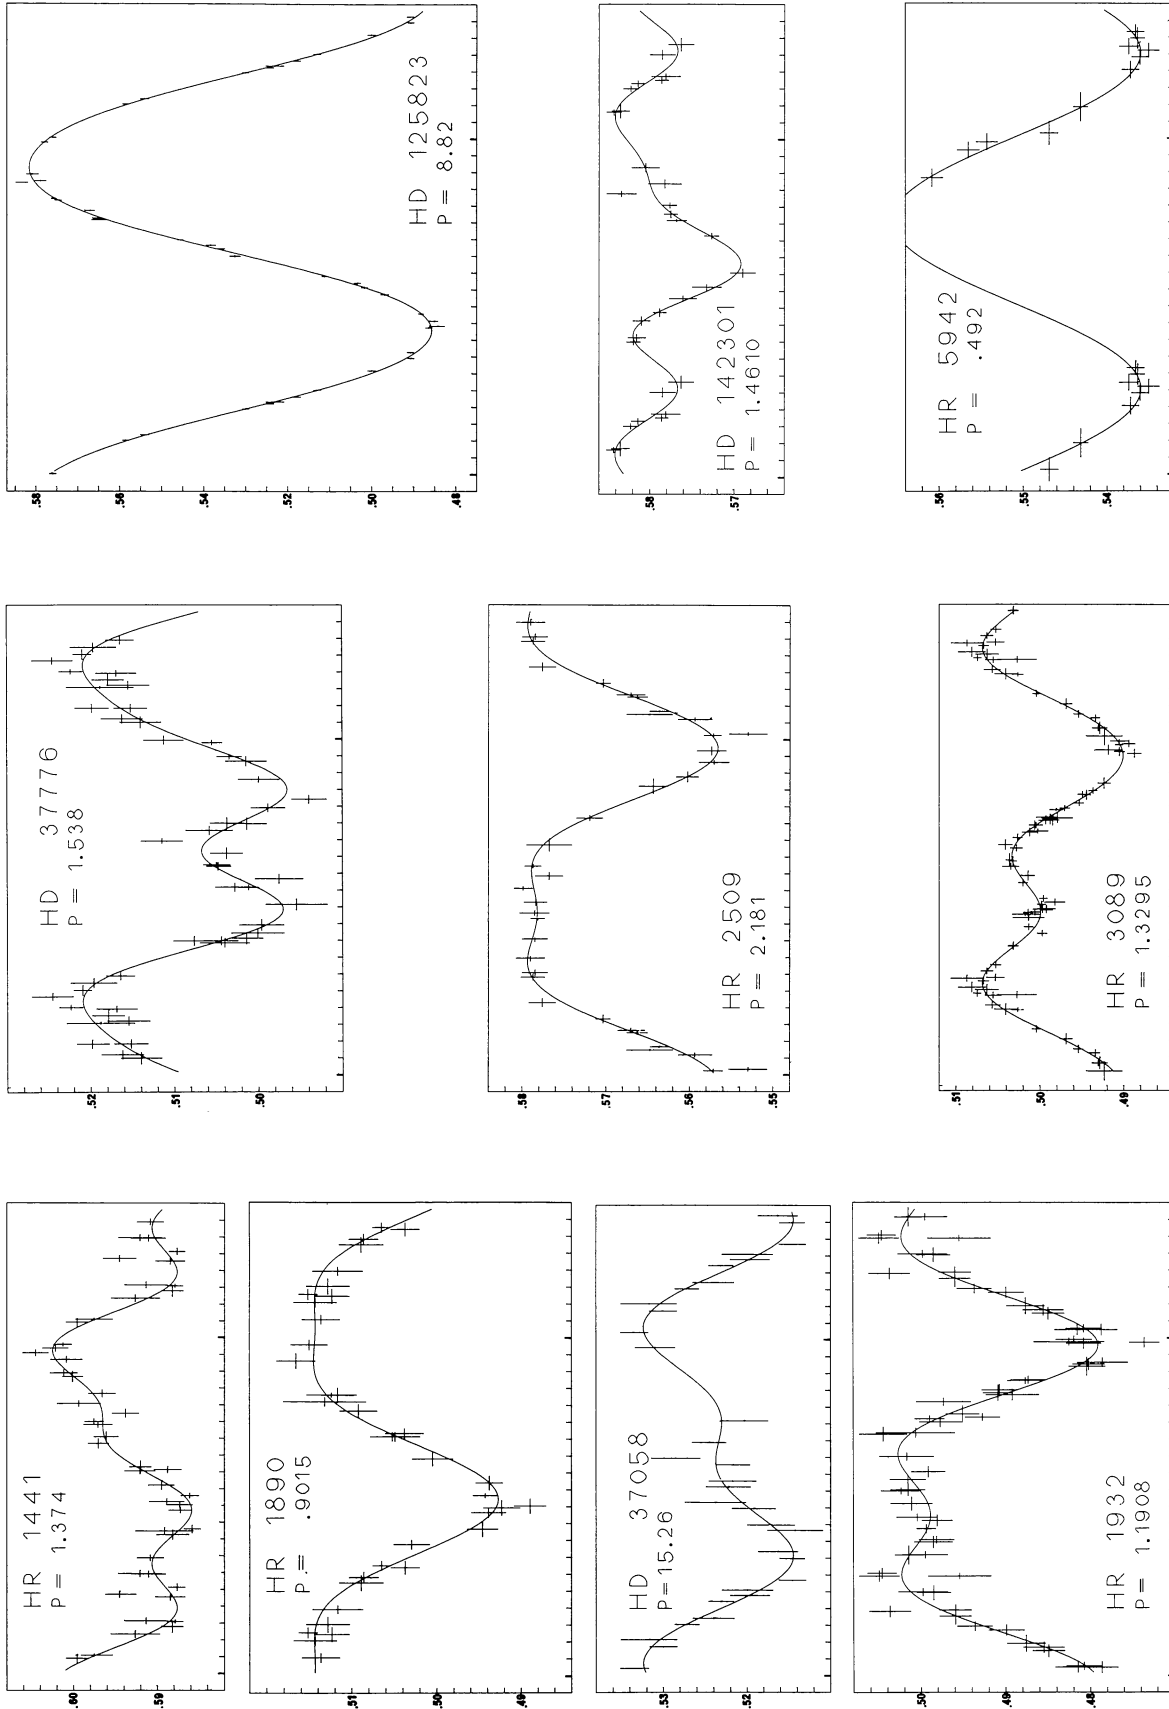 HR 1441
P = 1.374
.60
.59
HR 1890
P.= .9015
.51
.50
.49
HD 37058
P=15.26
.53
.52
HR 1932
P= 1.1908
.50
.49
.48
HD 37776
P = 1.538
.52
.51
.50
HR 2509
P= 2.181
.58
.57
.56
.55
HR 3089
P= 1.3295
.51
.50
.49
HD 125823
P = 8.82
.58
.56
.54
.52
.50
.48
HD 142301
P= 1.4610
.58
.57
HR 5942
P = .492
.56
.55
.54